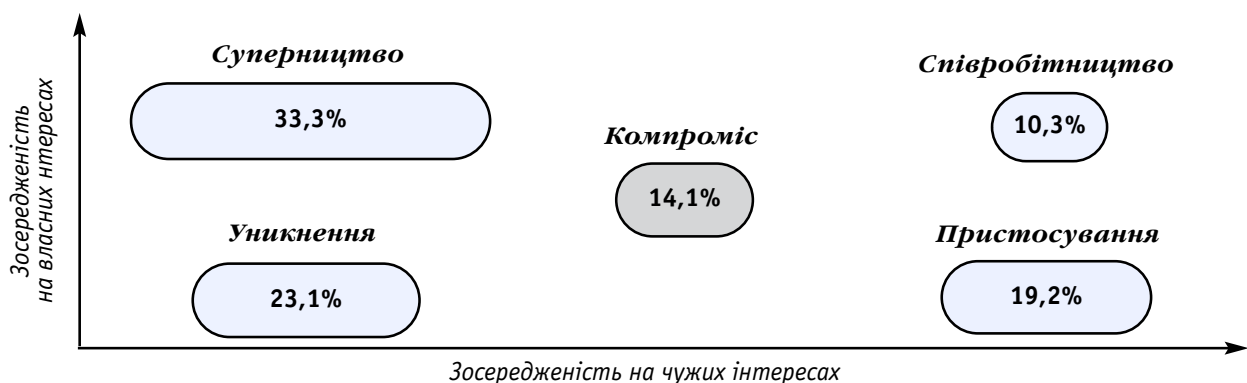 Зосередженість
на власних нтересах
Суперництво
33,3%
Співробітництво
10,3%
Компроміс
14,1%
Уникнення
23,1%
Пристосування
19,2%
Зосередженість на чужих інтересах